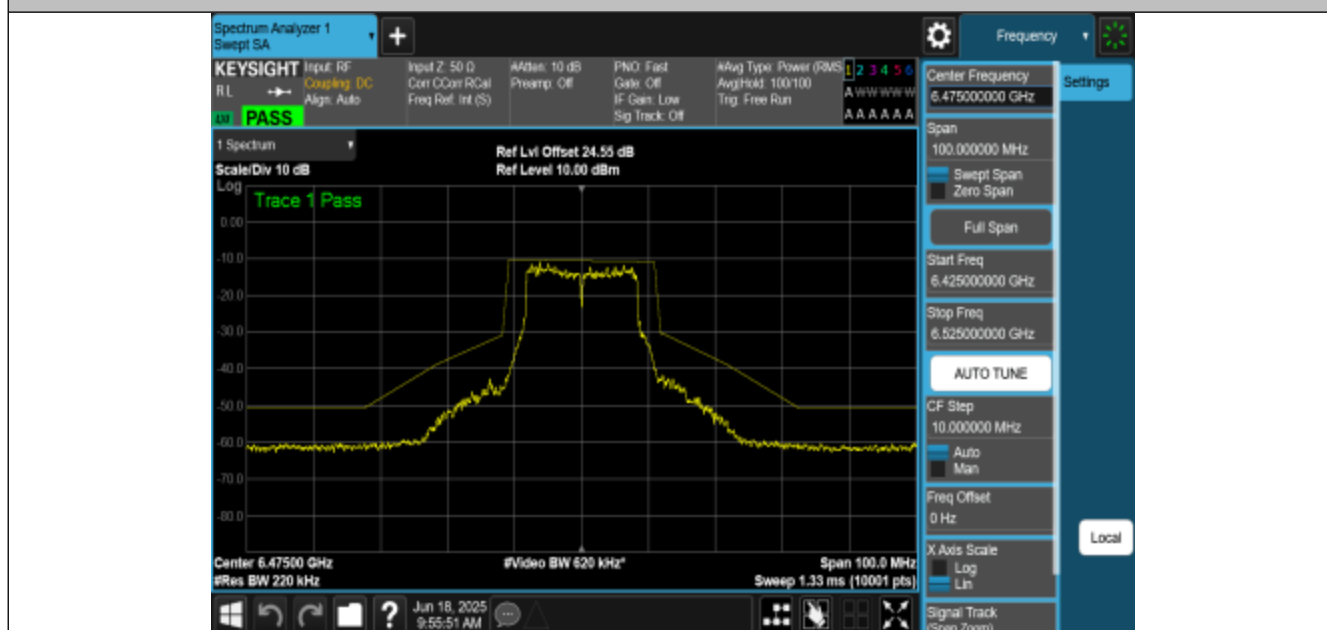 Spectrum Analyzer 1
Swept SA
+
Frequency
KEYSIGHT
RL
PASS
Input: RF
Coupling: DC
Align: Auto
Input Z: 50 Ω
Corr CCorr RCal
Freq Ref: Int (S)
#Atten: 10 dB
Preamp: Off
PNO: Fast
Gate: Off
IF Gain: Low
Sig Track: Off
#Avg Type: Power (RMS
Avg|Hold: 100/100
Trig: Free Run
1 2 3 4 5 6
A W W W W W
A A A A A A
Center Frequency
6.475000000 GHz
Settings
1 Spectrum
Scale/Div 10 dB
Ref Lvl Offset 24.55 dB
Ref Level 10.00 dBm
Span
100.000000 MHz
Swept Span
Zero Span
Log
Trace 1 Pass
0.00
-10.0
-20.0
-30.0
-40.0
-50.0
-60.0
-70.0
-80.0
Full Span
Start Freq
6.425000000 GHz
Stop Freq
6.525000000 GHz
AUTO TUNE
CF Step
10.000000 MHz
Auto
Man
Freq Offset
0 Hz
X Axis Scale
Log
Lin
Local
Center 6.47500 GHz
#Res BW 220 kHz
#Video BW 620 kHz*
Span 100.0 MHz
Sweep 1.33 ms (10001 pts)
?
Jun 18, 2025
9:55:51 AM
Signal Track
(Span Zoom)